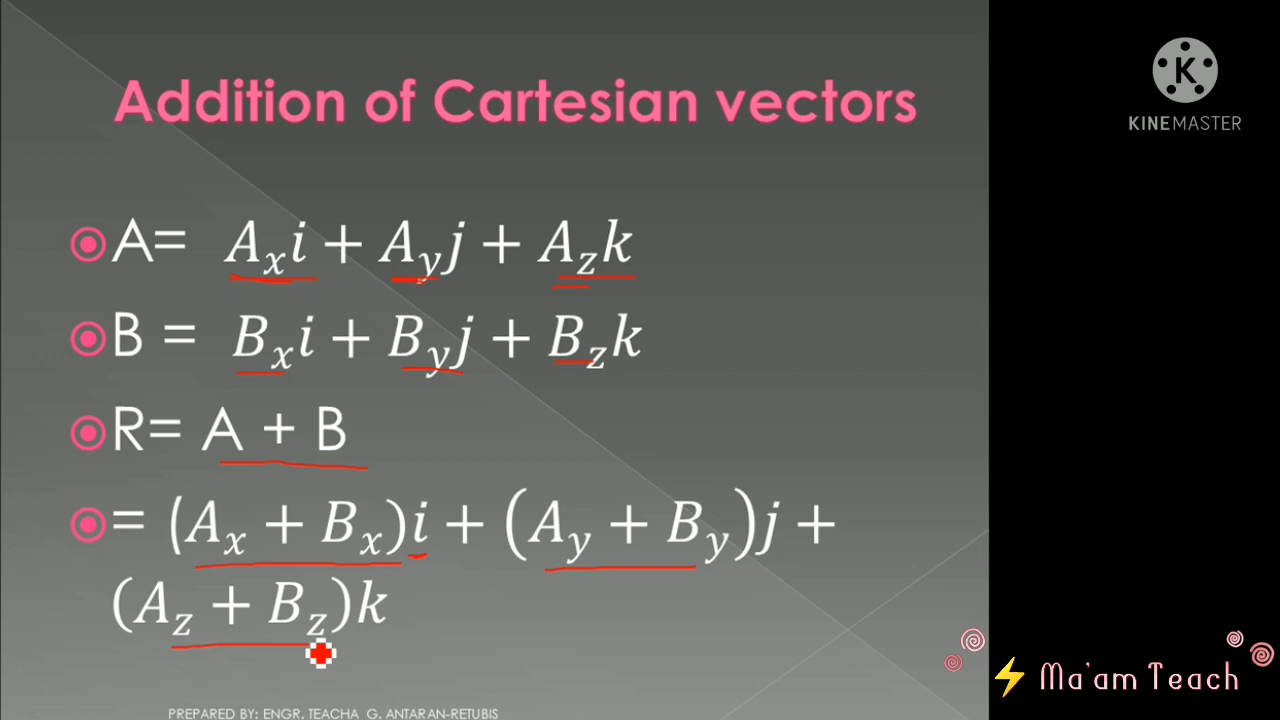 Addition of Cartesian vectors
K
KINEMASTER
A= Aₓi + Aᵧj + A_zk
B = Bₓi + Bᵧj + B_zk
R= A + B
= (Aₓ + Bₓ)i + (Aᵧ + Bᵧ)j +
(A_z + B_z)k
Ma'am Teach
PREPARED BY: ENGR. TEACHA G. ANTARAN-RETUBIS